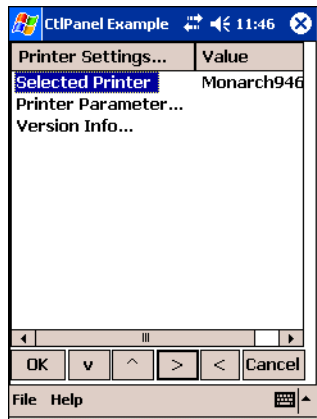 CtlPanel Example 11:46
Printer Settings... Value
Selected Printer Monarch946
Printer Parameter...
Version Info...
OK v ^ > < Cancel
File Help